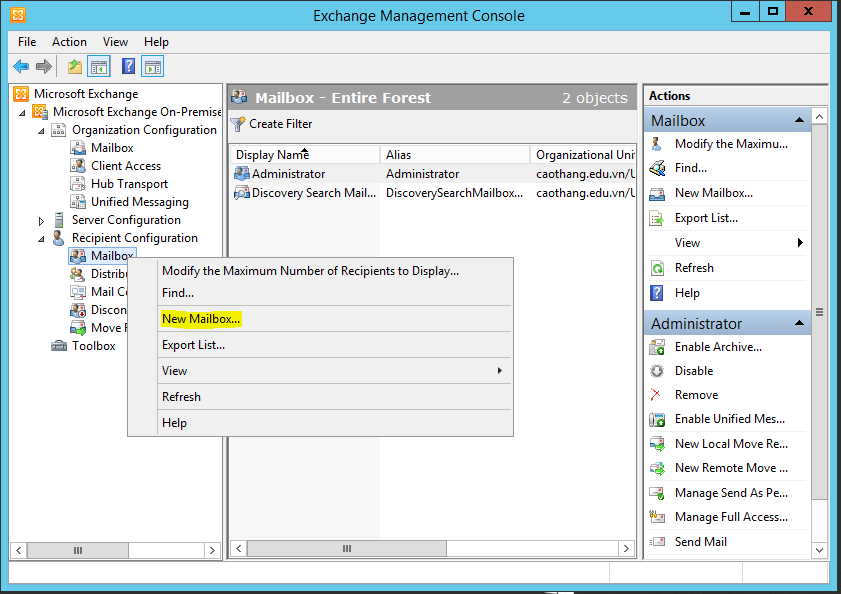 Exchange Management Console
File Action View Help
Microsoft Exchange
Microsoft Exchange On-Premise
Organization Configuration
Mailbox
Client Access
Hub Transport
Unified Messaging
Server Configuration
Recipient Configuration
Mailbox
Distribu
Mail Co
Discon
Move R
Toolbox
Modify the Maximum Number of Recipients to Display...
Find...
New Mailbox...
Export List...
View
Refresh
Help
Mailbox - Entire Forest 2 objects
Create Filter
Display Name Alias Organizational Unit
Administrator Administrator caothang.edu.vn/U
Discovery Search Mail... DiscoverySearchMailbox... caothang.edu.vn/U
Actions
Mailbox
Modify the Maximu...
Find...
New Mailbox...
Export List...
View
Refresh
Help
Administrator
Enable Archive...
Disable
Remove
Enable Unified Mes...
New Local Move Re...
New Remote Move ...
Manage Send As Pe...
Manage Full Access...
Send Mail